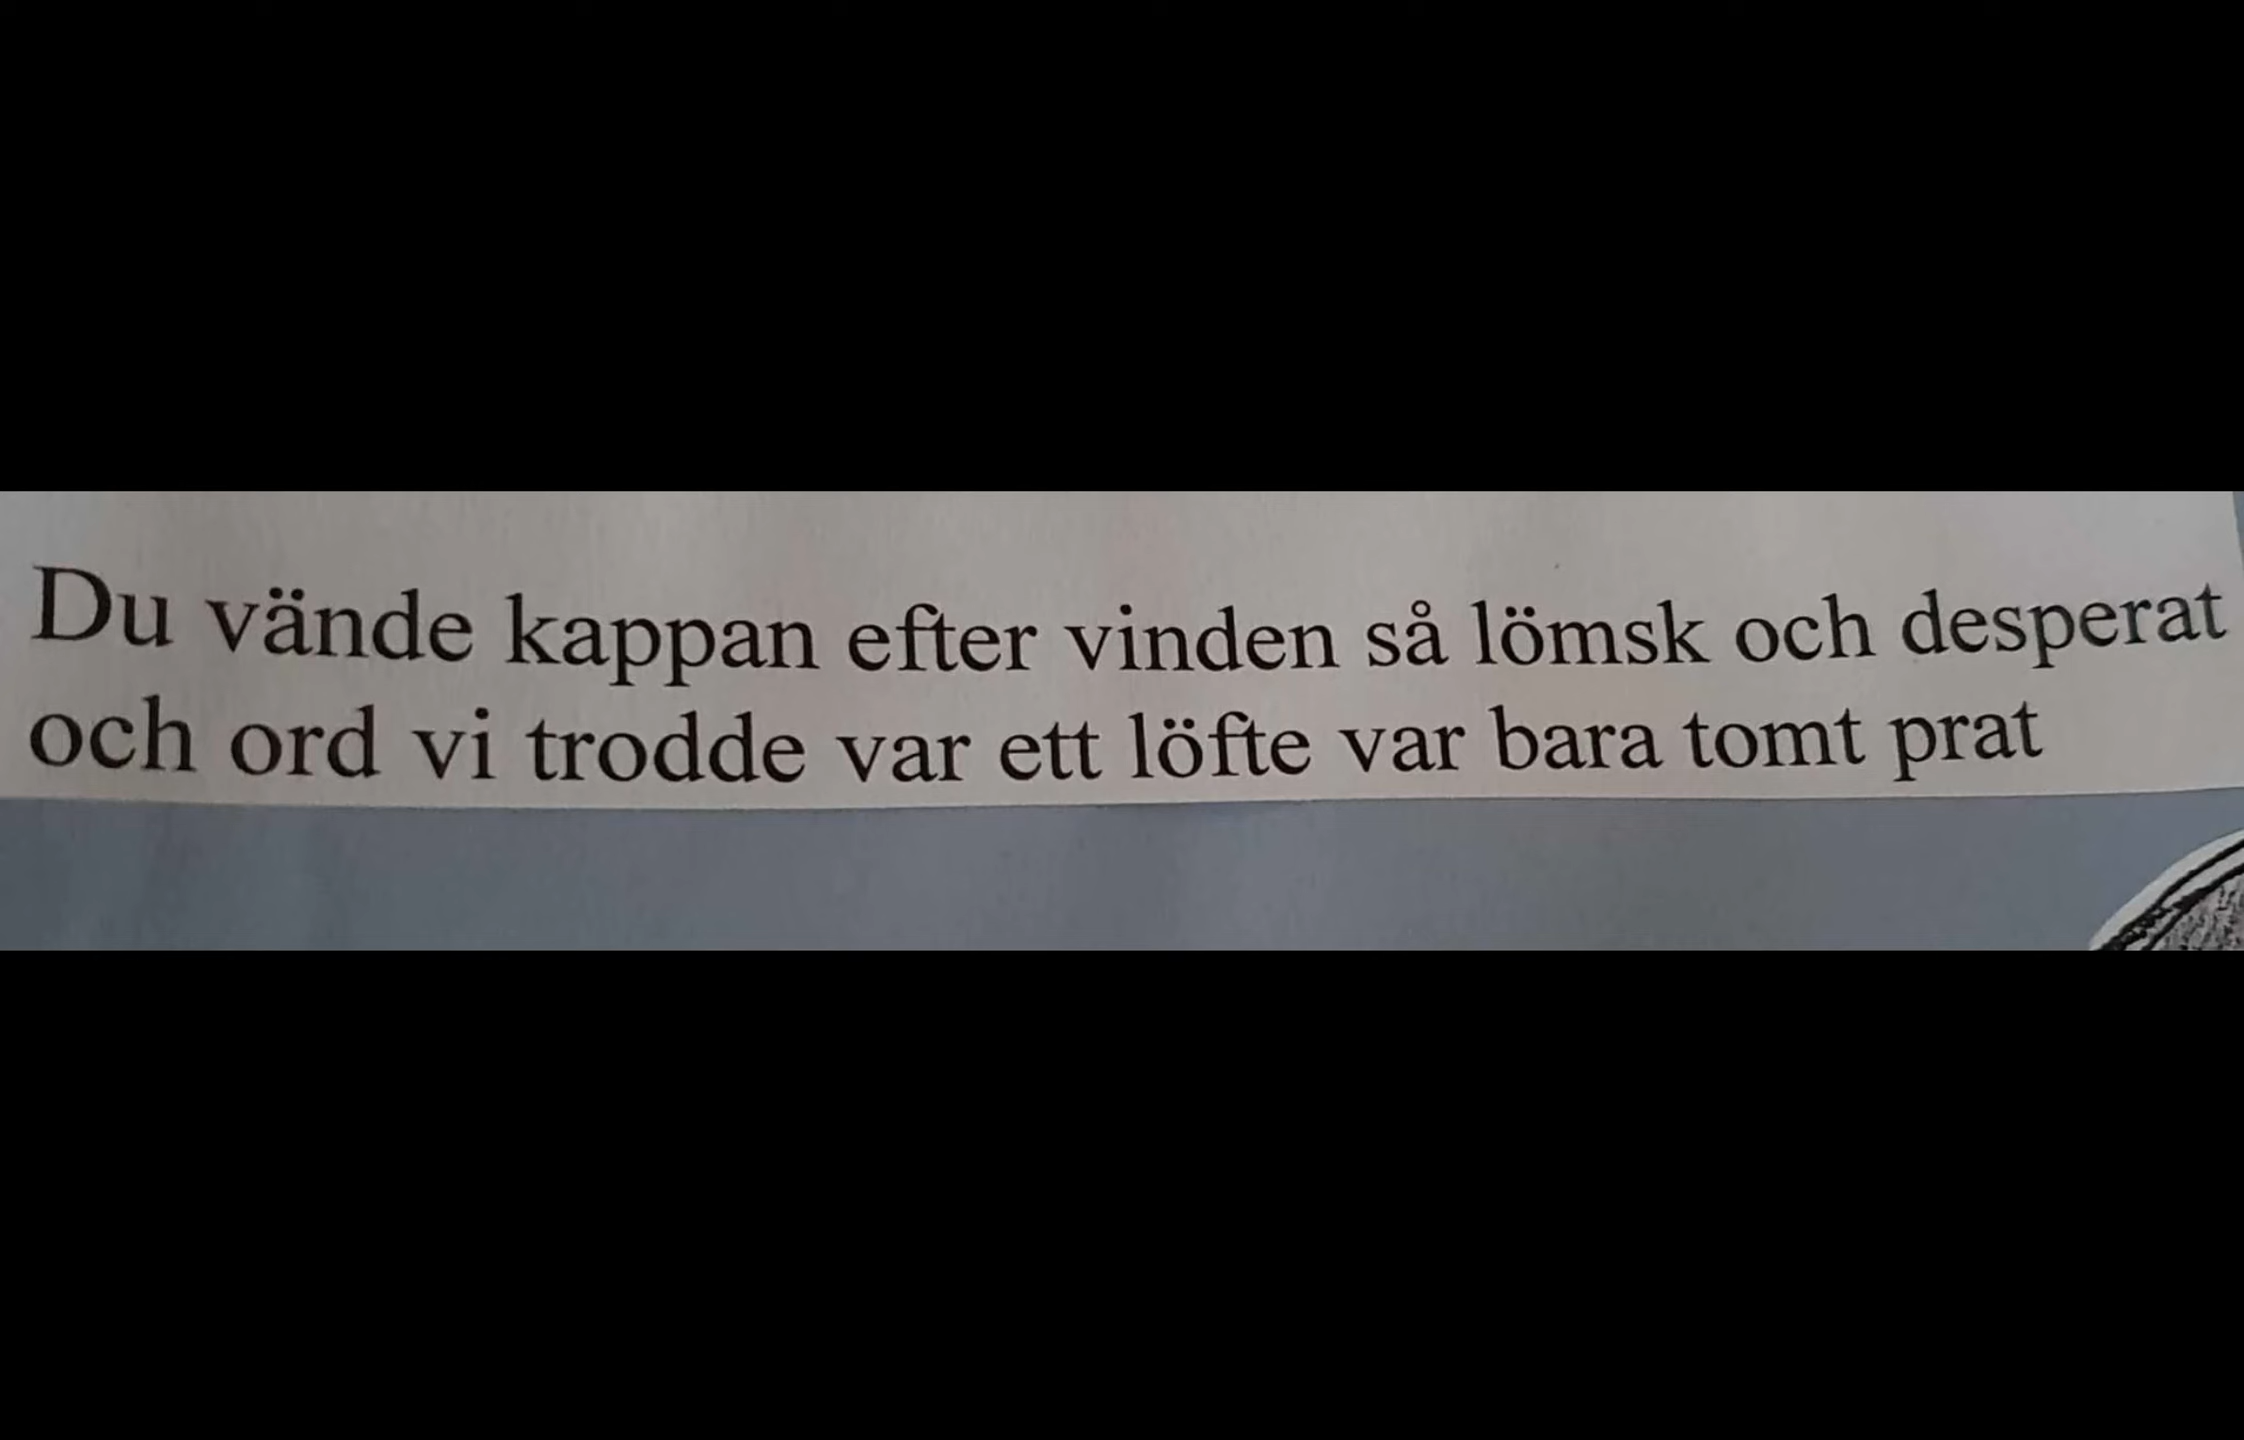 Du vände kappan efter vinden så lömsk och desperat
och ord vi trodde var ett löfte var bara tomt prat